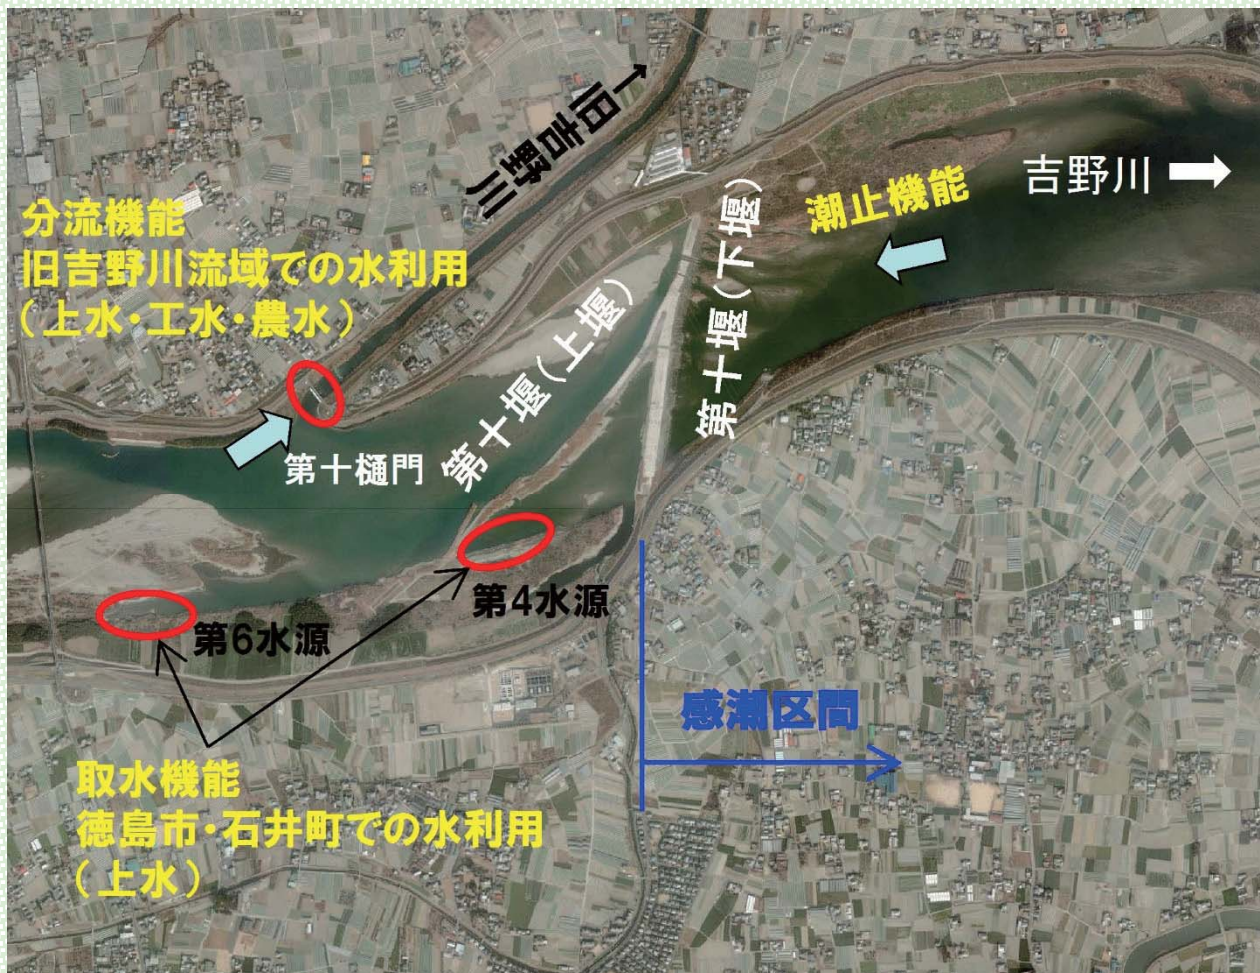 旧吉野川→
吉野川
潮止機能
分流機能
旧吉野川流域での水利用
(上水・工水・農水)
第十堰(上堰)
第十堰(下堰)
第十樋門
第4水源
第6水源
感潮区間
取水機能
徳島市・石井町での水利用
(上水)